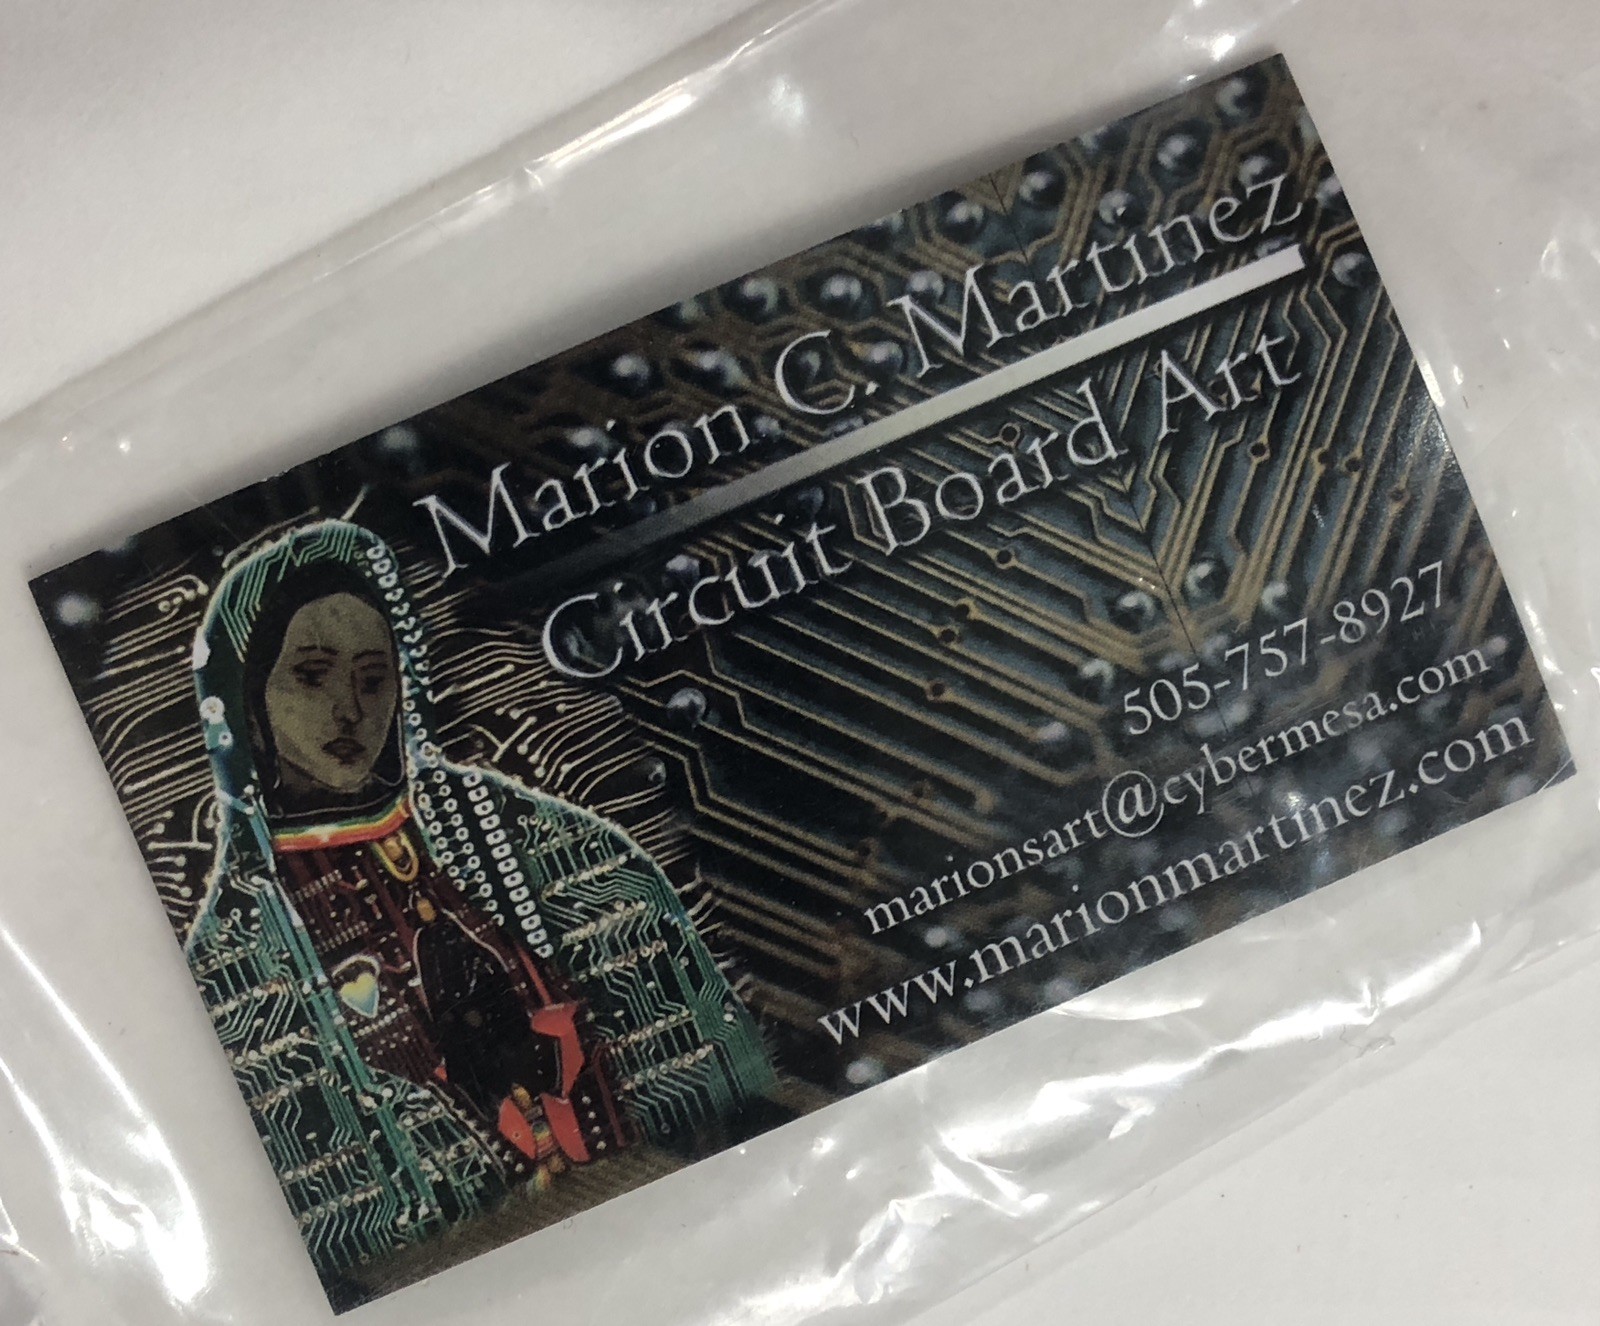 Marion C. Martinez
Circuit Board Art
505-757-8927
marionsart@cybermesa.com
www.marionmartinez.com